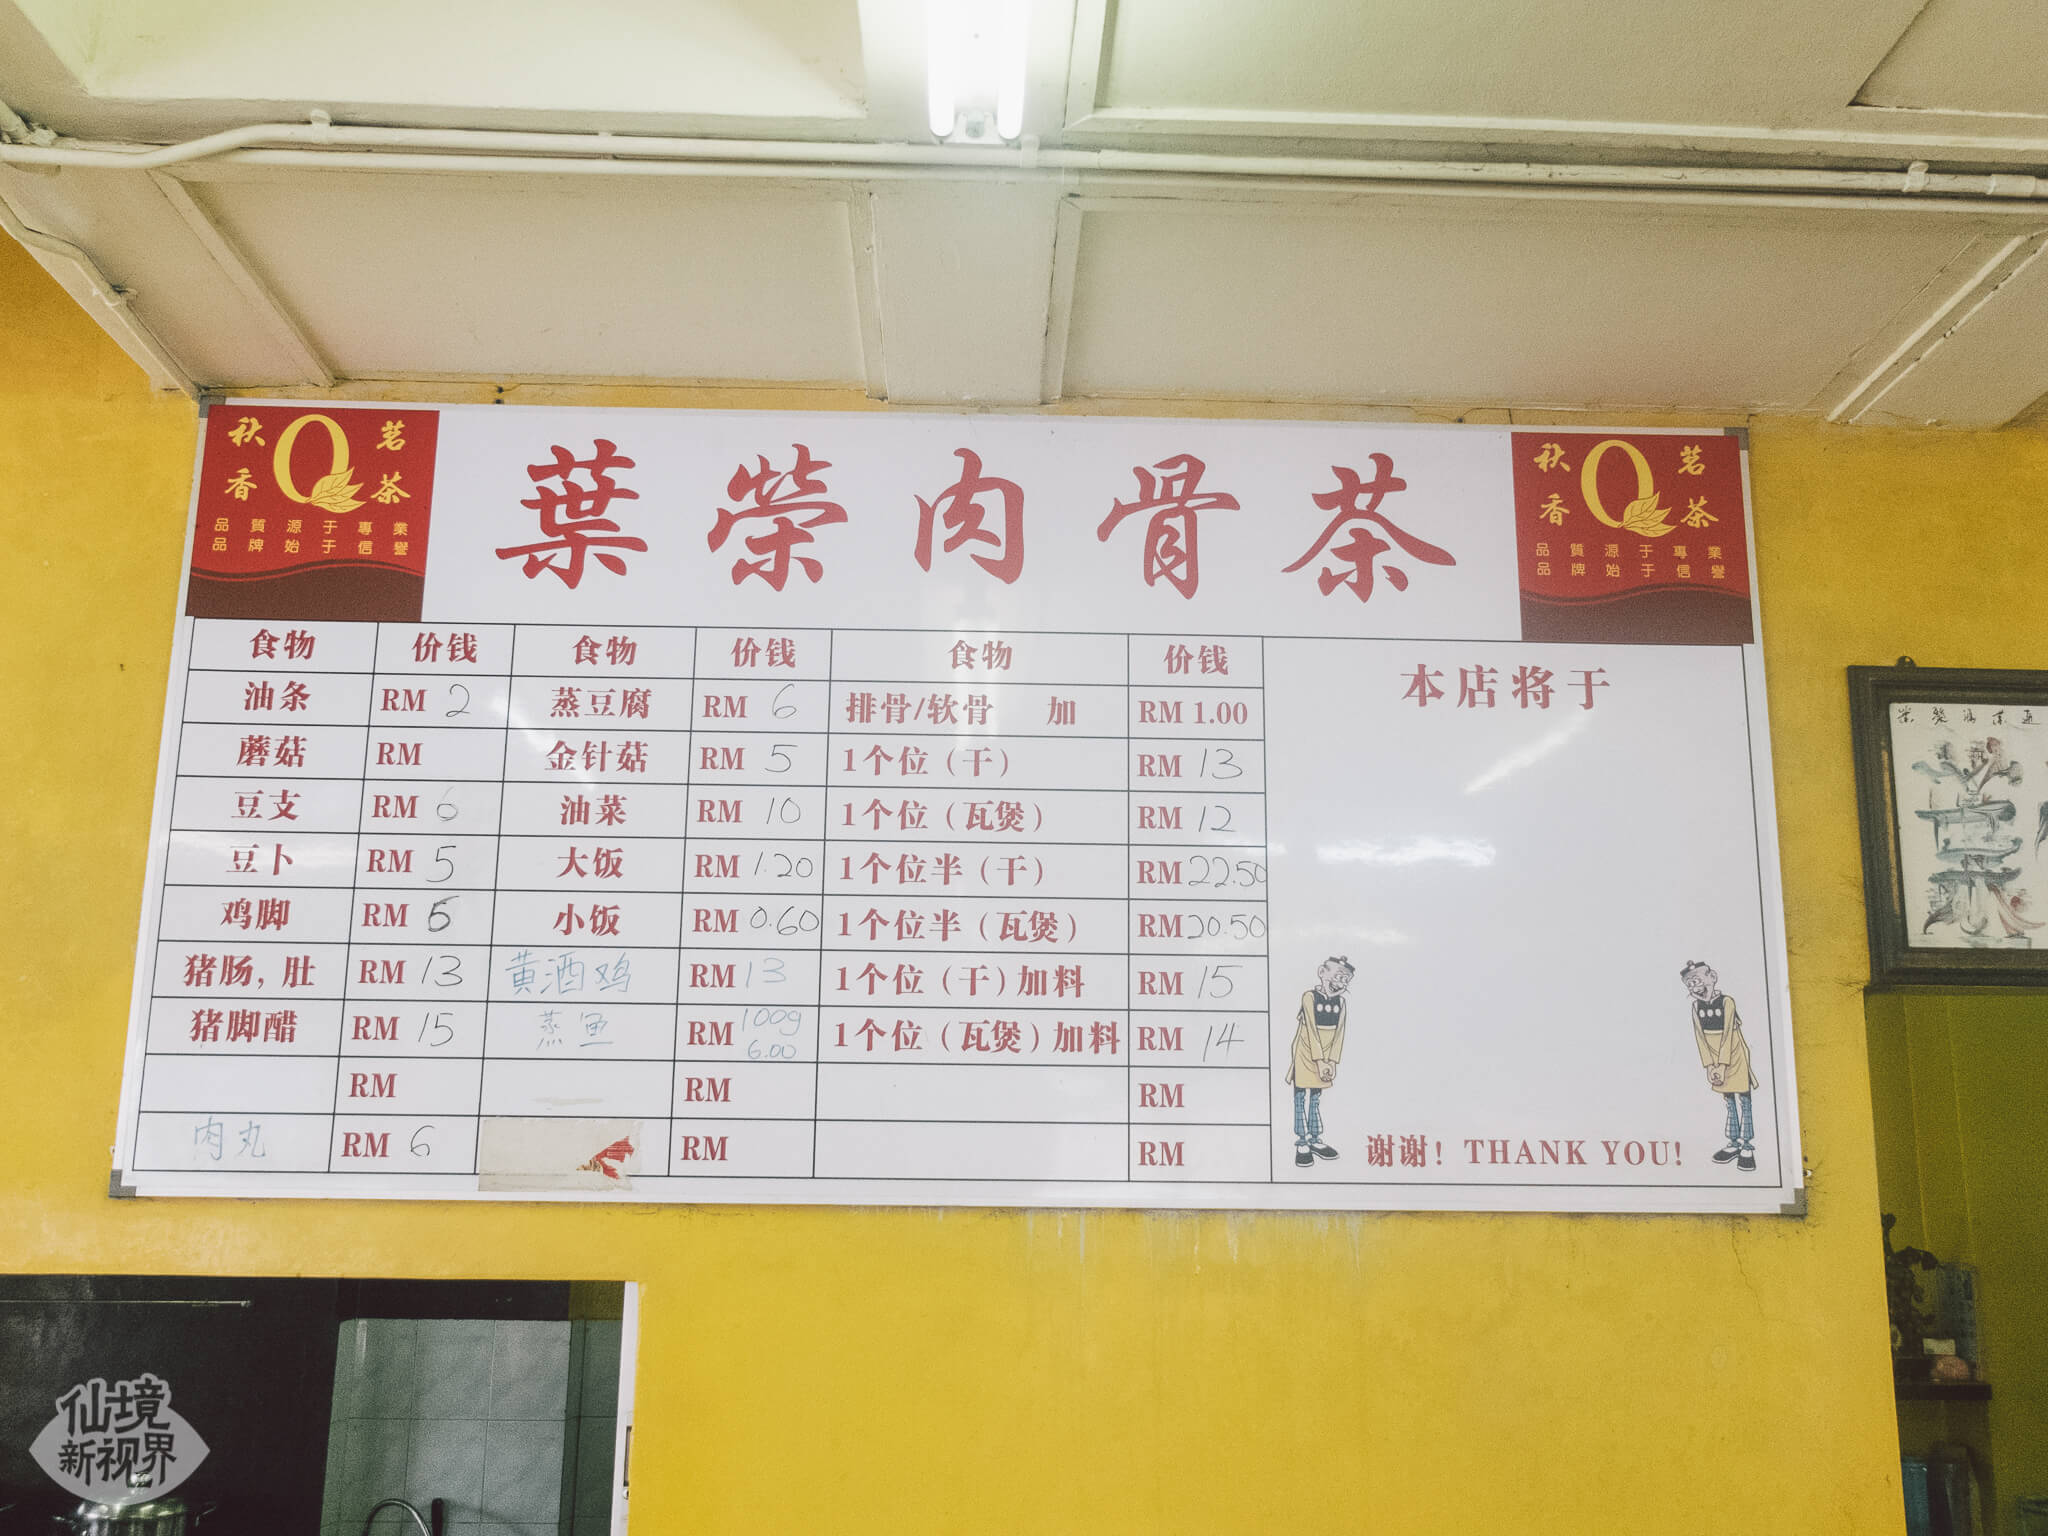 秋 Q 茗
香 茶
品質源于專業
品牌始于信譽
葉榮肉骨茶
秋 Q 茗
香 茶
品質源于專業
品牌始于信譽
食物 价钱 食物 价钱 食物 价钱
油条 RM 2 蒸豆腐 RM 6 排骨/软骨 加 RM 1.00
蘑菇 RM 金针菇 RM 5 1个位（干） RM 13
豆支 RM 6 油菜 RM 10 1个位（瓦煲） RM 12
豆卜 RM 5 大饭 RM 1.20 1个位半（干） RM 22.50
鸡脚 RM 6 小饭 RM 0.60 1个位半（瓦煲） RM 20.50
猪肠, 肚 RM 13 黄酒鸡 RM 13 1个位（干）加料 RM 15
猪脚醋 RM 15 蒸鱼 RM 100g 6.00 1个位（瓦煲）加料 RM 14
RM RM RM
肉丸 RM 6 RM RM
本店将于
谢谢！THANK YOU!
仙境
新视界